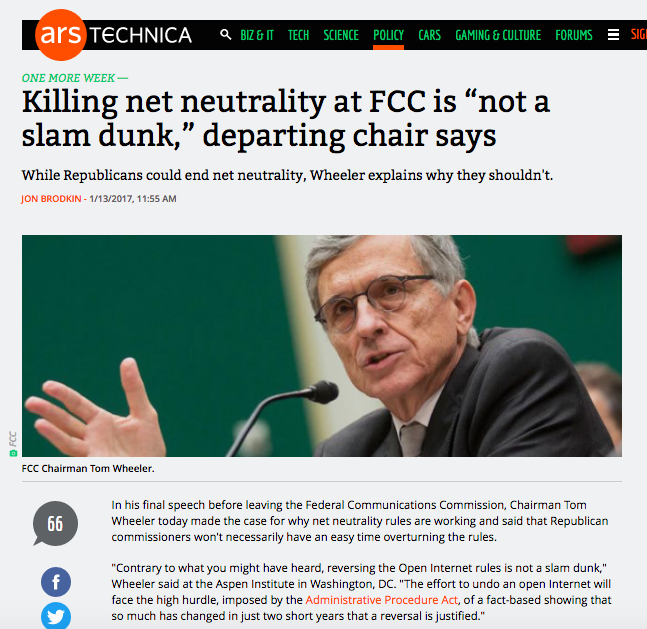 ars TECHNICA BIZ & IT TECH SCIENCE POLICY CARS GAMING & CULTURE FORUMS SIG
ONE MORE WEEK —
Killing net neutrality at FCC is “not a
slam dunk,” departing chair says
While Republicans could end net neutrality, Wheeler explains why they shouldn't.
JON BRODKIN - 1/13/2017, 11:55 AM
FCC
FCC Chairman Tom Wheeler.
66
In his final speech before leaving the Federal Communications Commission, Chairman Tom
Wheeler today made the case for why net neutrality rules are working and said that Republican
commissioners won't necessarily have an easy time overturning the rules.
"Contrary to what you might have heard, reversing the Open Internet rules is not a slam dunk,"
Wheeler said at the Aspen Institute in Washington, DC. "The effort to undo an open Internet will
face the high hurdle, imposed by the Administrative Procedure Act, of a fact-based showing that
so much has changed in just two short years that a reversal is justified."